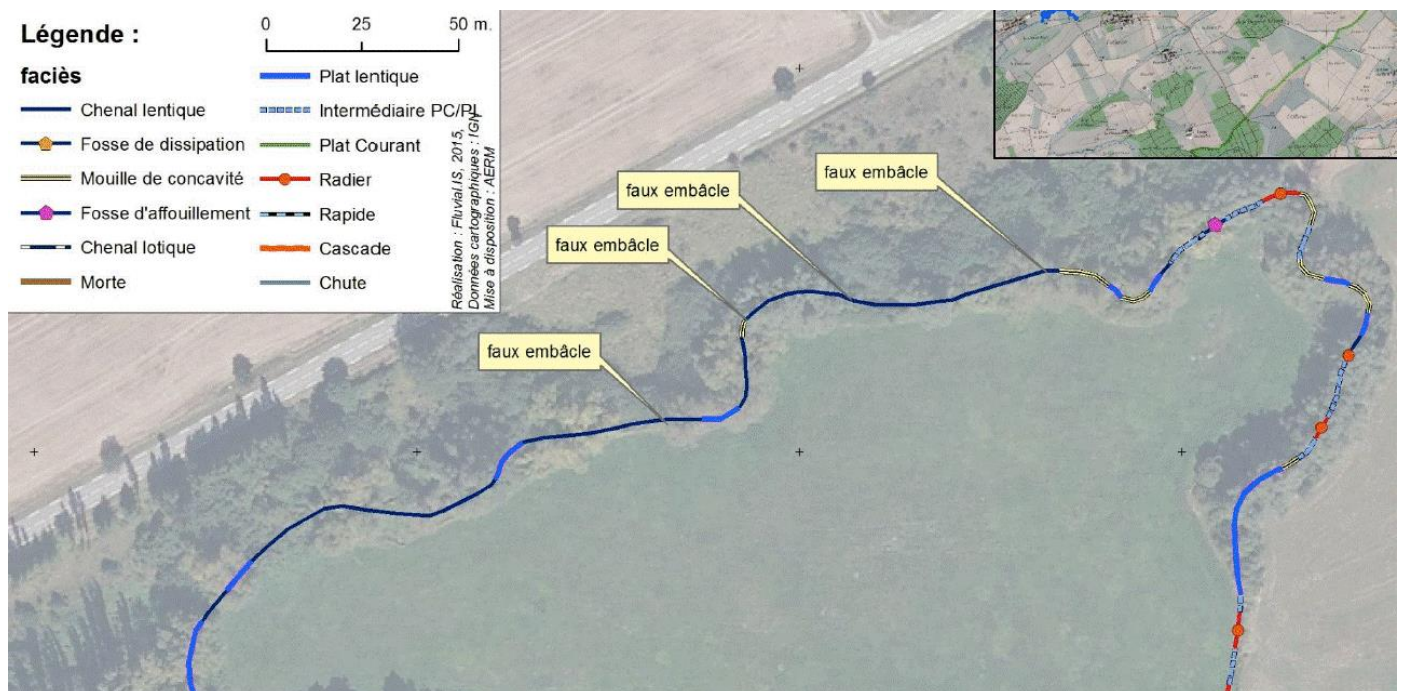 Légende :
0 25 50 m.
faciès
Chenal lentique
Fosse de dissipation
Mouille de concavité
Fosse d'affouillement
Chenal lotique
Morte
Plat lentique
Intermédiaire PC/PL
Plat Courant
Radier
Rapide
Cascade
Chute
Réalisation : Fluvial.IS, 2015,
Données cartographiques : IGN
Mise à disposition : AERM
faux embâcle
faux embâcle
faux embâcle
faux embâcle